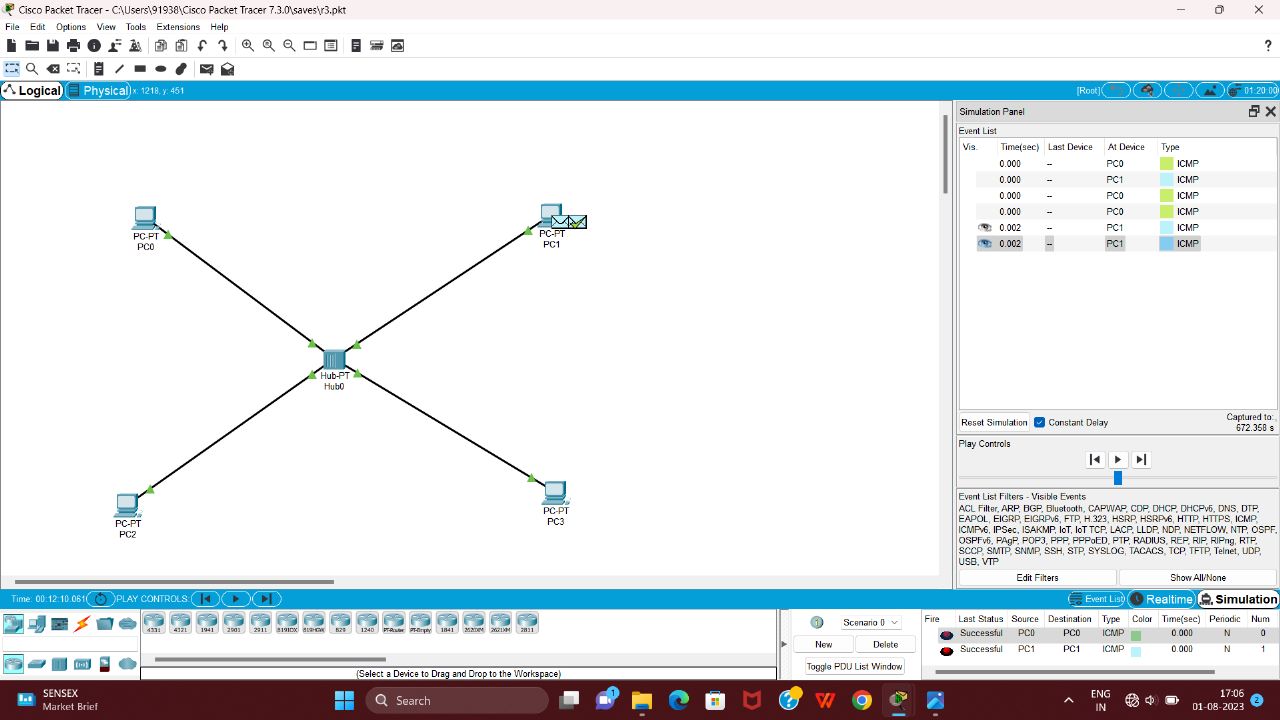 Cisco Packet Tracer - C:\Users\91938\Cisco Packet Tracer 7.3.0\saves\r3.pkt
File Edit Options View Tools Extensions Help
Logical Physical x: 1218, y: 451 [Root] 01:20:00
Simulation Panel
Event List
Vis. Time(sec) Last Device At Device Type
0.000 -- PC0 ICMP
0.000 -- PC1 ICMP
0.000 -- PC0 ICMP
0.000 -- PC0 ICMP
0.002 -- PC1 ICMP
0.002 -- PC1 ICMP
PC-PT
PC0
PC-PT
PC1
Hub-PT
Hub0
PC-PT
PC2
PC-PT
PC3
Reset Simulation Constant Delay
Captured to:
672.358 s
Play Controls
Event List Filters - Visible Events
ACL Filter, ARP, BGP, Bluetooth, CAPWAP, CDP, DHCP, DHCPv6, DNS, DTP,
EAPOL, EIGRP, EIGRPv6, FTP, H.323, HSRP, HSRPv6, HTTP, HTTPS, ICMP,
ICMPv6, IPSec, ISAKMP, IoT, IoT TCP, LACP, LLDP, NDP, NETFLOW, NTP, OSPF,
OSPFv6, PAgP, POP3, PPP, PPPoED, PTP, RADIUS, REP, RIP, RIPng, RTP,
SCCP, SMTP, SNMP, SSH, STP, SYSLOG, TACACS, TCP, TFTP, Telnet, UDP,
USB, VTP
Edit Filters Show All/None
Time: 00:12:10.061 PLAY CONTROLS: Event List Realtime Simulation
4331 4321 1941 2901 2911 819IOX 819HGW 829 1240 PT-Router PT-Empty 1841 2620XM 2621XM 2811
(Select a Device to Drag and Drop to the Workspace)
Scenario 0
New Delete
Toggle PDU List Window
Fire Last Status Source Destination Type Color Time(sec) Periodic Num
Successful PC0 PC0 ICMP 0.000 N 0
Successful PC1 PC1 ICMP 0.000 N 1
SENSEX
Market Brief
Search
1
ENG
IN
17:06
01-08-2023
2